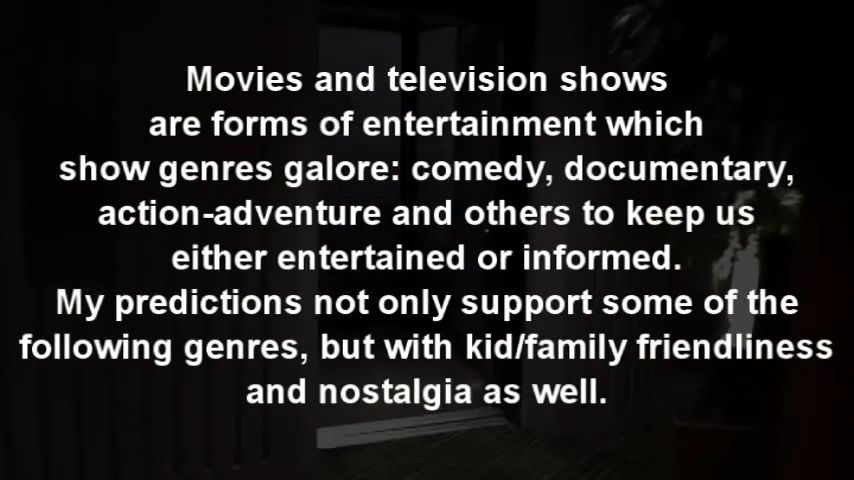 Movies and television shows
are forms of entertainment which
show genres galore: comedy, documentary,
action-adventure and others to keep us
either entertained or informed.
My predictions not only support some of the
following genres, but with kid/family friendliness
and nostalgia as well.